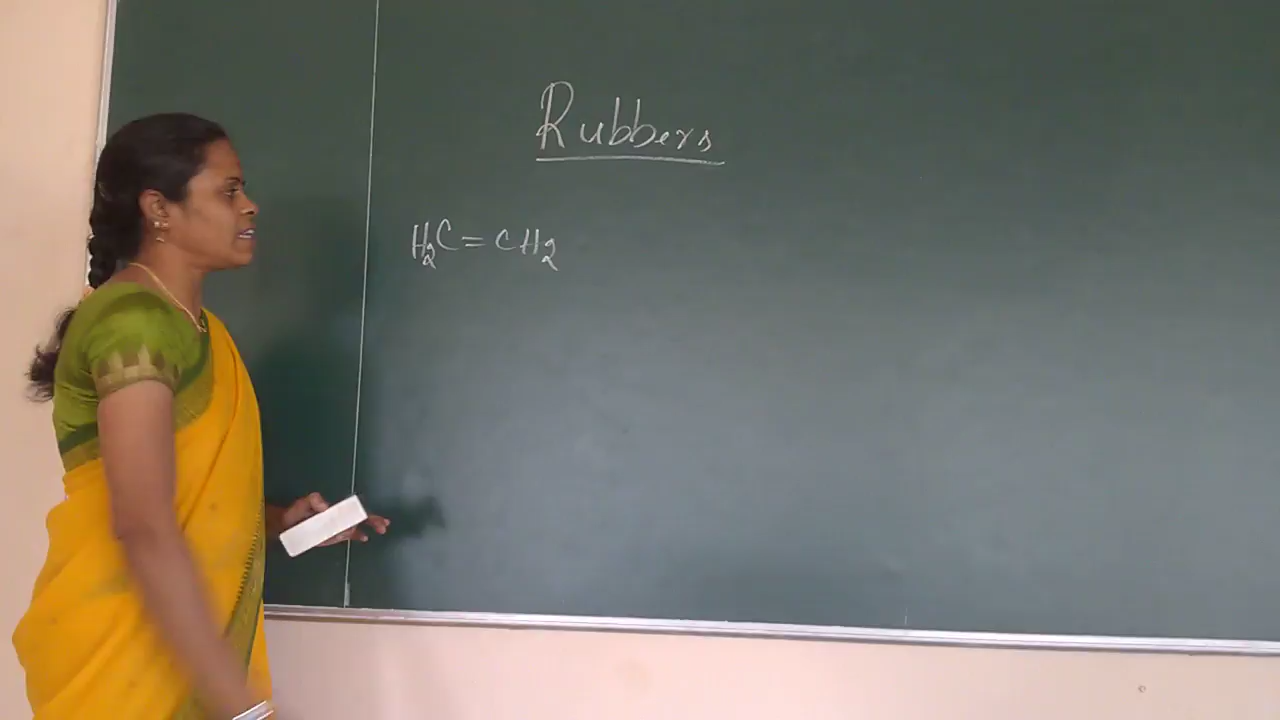 Rubbers
H₂C = CH₂